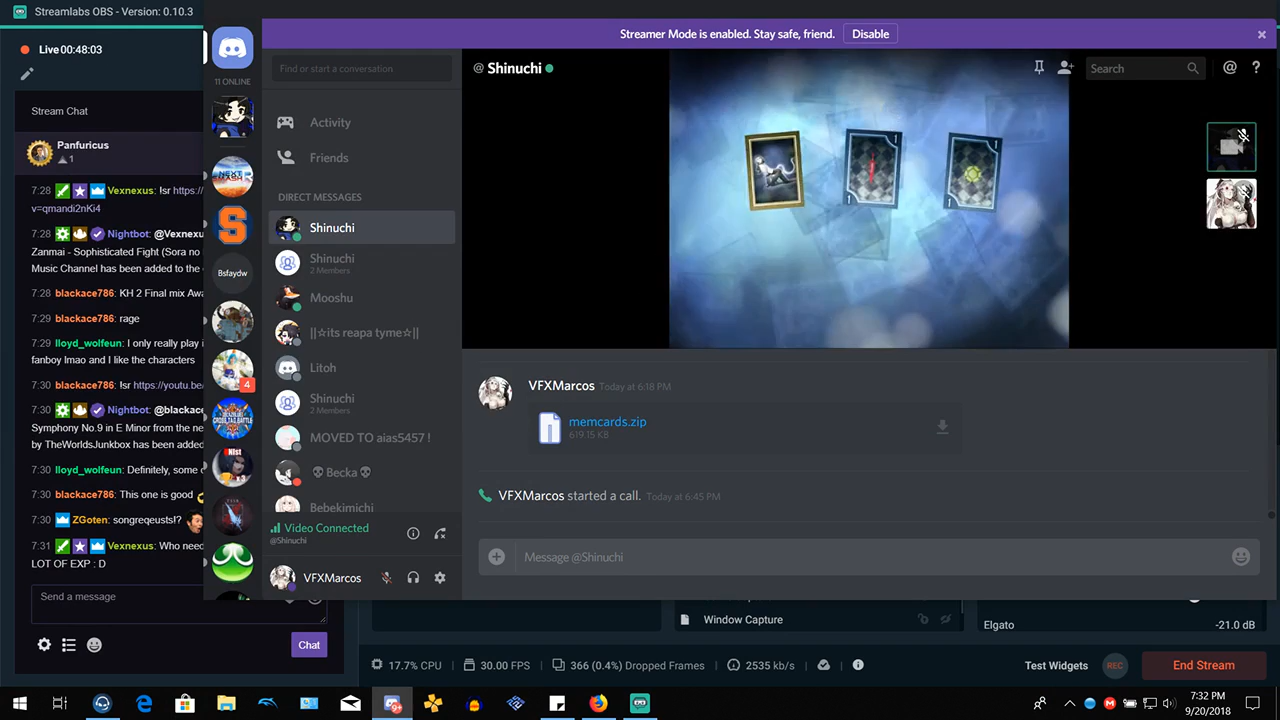 Streamlabs OBS - Version: 0.10.3
Live 00:48:03
Stream Chat
Panfuricus
1
7:28 Vexnexus: !sr https://y
v=qmandi2nKi4
7:28 Nightbot: @Vexnexu
Zanmai - Sophisticated Fight (Sora no
Music Channel has been added to the
7:28 blackace786: KH 2 Final mix Awa
7:29 blackace786: rage
7:29 lloyd_wolfeun: I only really play i
fanboy lmao and I like the characters
7:30 blackace786: !sr https://youtu.be/
7:30 Nightbot: @blackace
Symphony No.9 in E Minor from the ne
by TheWorldsJunkbox has been added
7:30 lloyd_wolfeun: Definitely, some o
7:30 blackace786: This one is good
7:30 ZGoten: songreqeusts!?
7:31 Vexnexus: Who need
LOT OF EXP : D
Send a message
Chat
11 ONLINE
Bsfaydw
4
Streamer Mode is enabled. Stay safe, friend. Disable
Find or start a conversation
Activity
Friends
DIRECT MESSAGES
Shinuchi
Shinuchi
2 Members
Mooshu
||☆its reapa tyme☆||
Litoh
Shinuchi
2 Members
MOVED TO aias5457 !
💀 Becka 💀
Bebekimichi
Video Connected
@Shinuchi
VFXMarcos
@ Shinuchi
Search
1
1
1
1
VFXMarcos Today at 6:18 PM
memcards.zip
619.15 KB
VFXMarcos started a call. Today at 6:45 PM
Message @Shinuchi
Window Capture
Elgato -21.0 dB
17.7% CPU 30.00 FPS 366 (0.4%) Dropped Frames 2535 kb/s
Test Widgets REC End Stream
9+
7:32 PM
9/20/2018